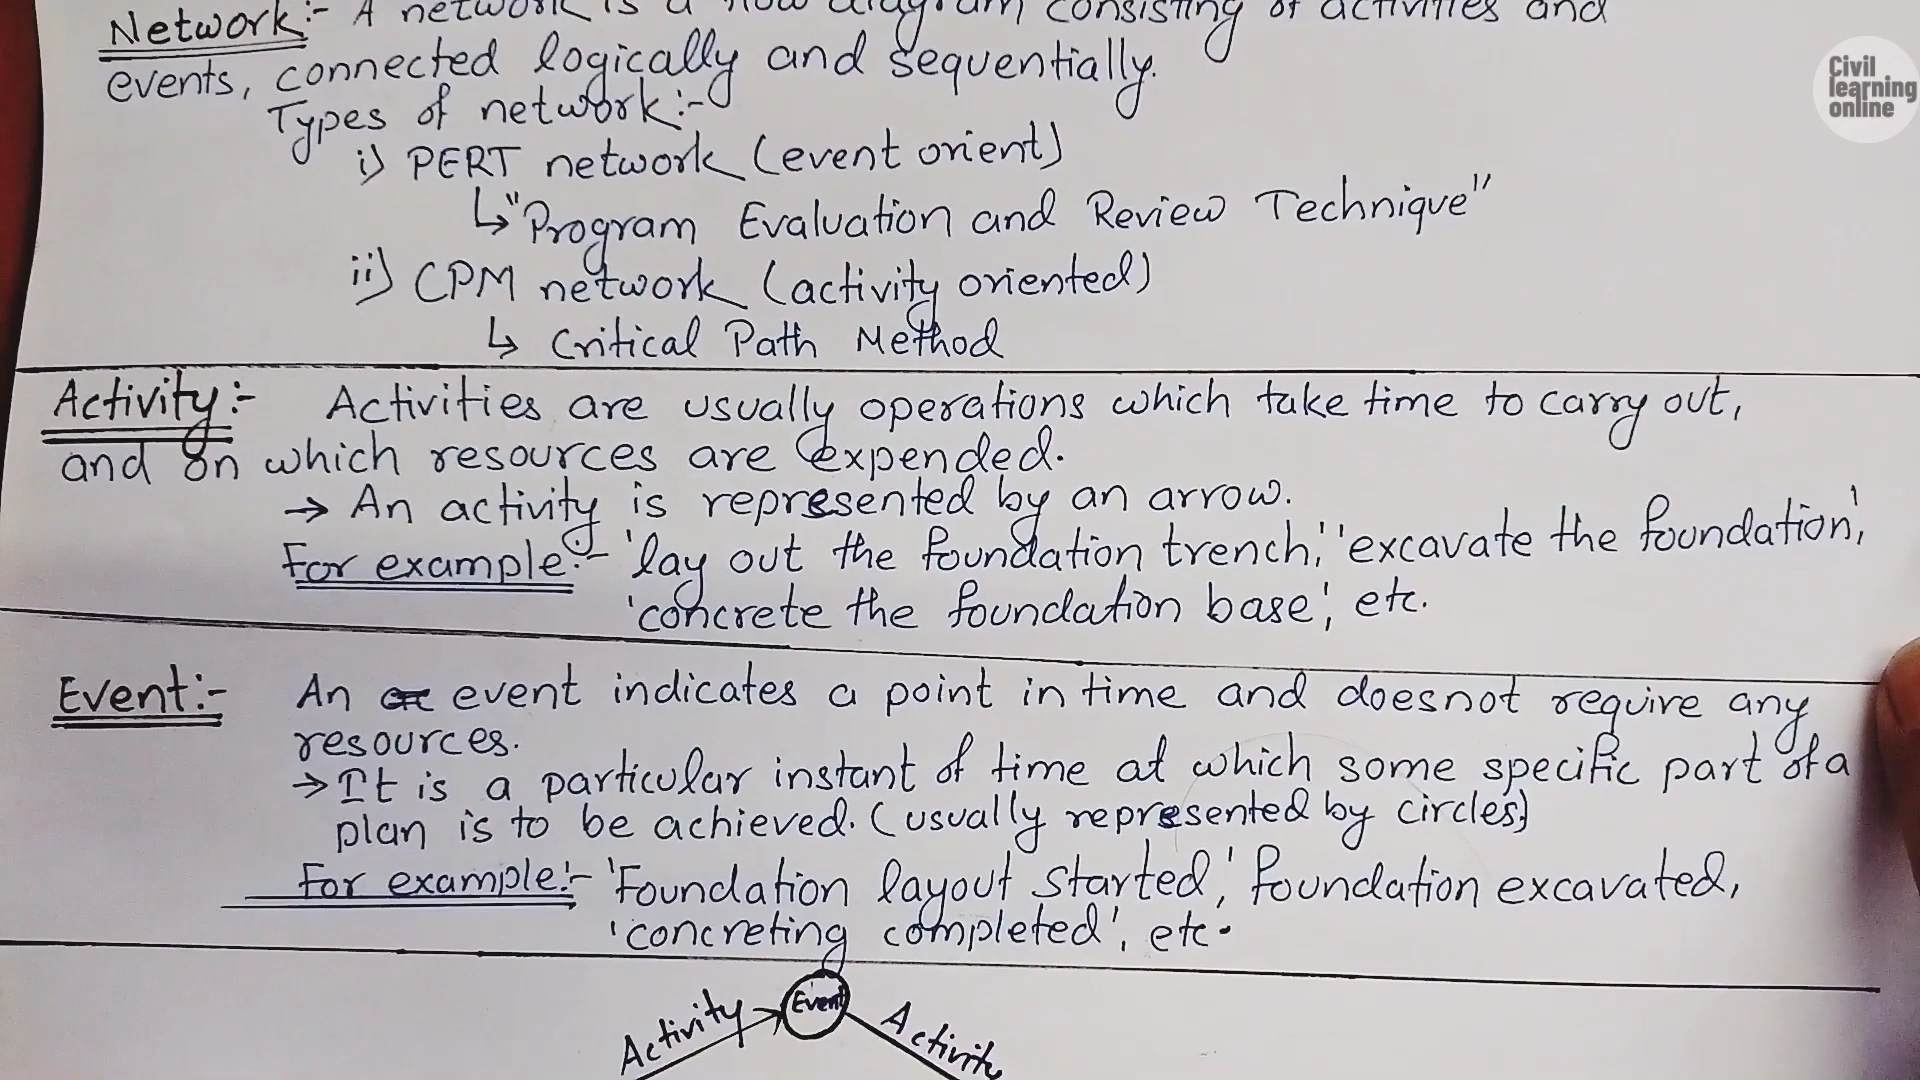 Network:- A network is a flow diagram consisting of activities and
events, connected logically and sequentially.
Types of network:-
i) PERT network (event orient)
↳"Program Evaluation and Review Technique"
ii) CPM network (activity oriented)
↳ Critical Path Method
Activity:- Activities are usually operations which take time to carry out,
and on which resources are expended.
→ An activity is represented by an arrow.
For example:- 'lay out the foundation trench,' 'excavate the foundation',
'concrete the foundation base', etc.
Event:- An event indicates a point in time and doesnot require any
resources.
→ It is a particular instant of time at which some specific part of a
plan is to be achieved. (usually represented by circles)
For example:- 'Foundation layout started,' foundation excavated,
'concreting completed', etc.
Event
Activity
Activity
Civil
learning
online